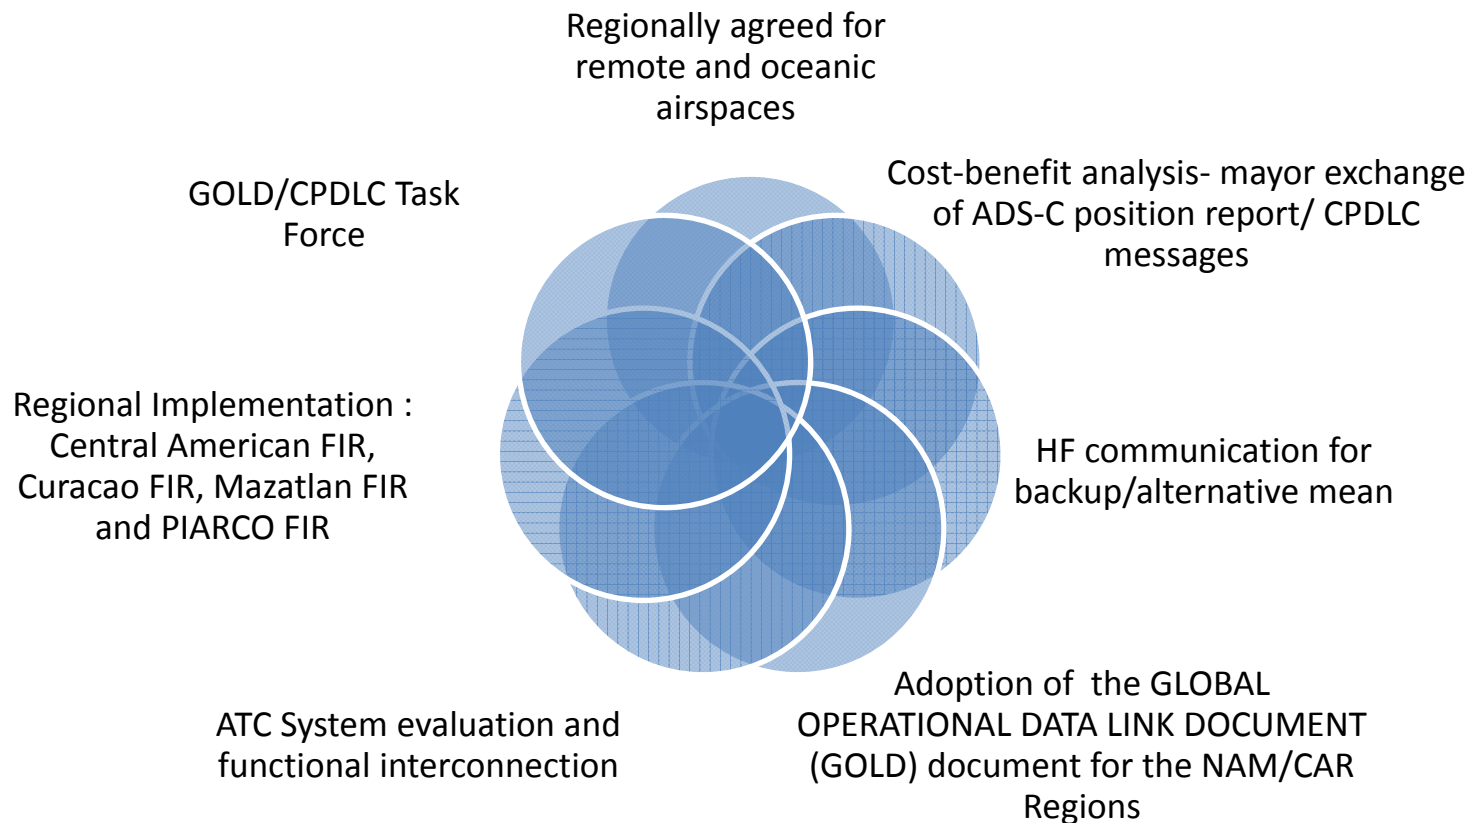 Regionally agreed for
remote and oceanic
airspaces
Cost-benefit analysis- mayor exchange
of ADS-C position report/ CPDLC
messages
HF communication for
backup/alternative mean
Adoption of the GLOBAL
OPERATIONAL DATA LINK DOCUMENT
(GOLD) document for the NAM/CAR
Regions
ATC System evaluation and
functional interconnection
Regional Implementation :
Central American FIR,
Curacao FIR, Mazatlan FIR
and PIARCO FIR
GOLD/CPDLC Task
Force